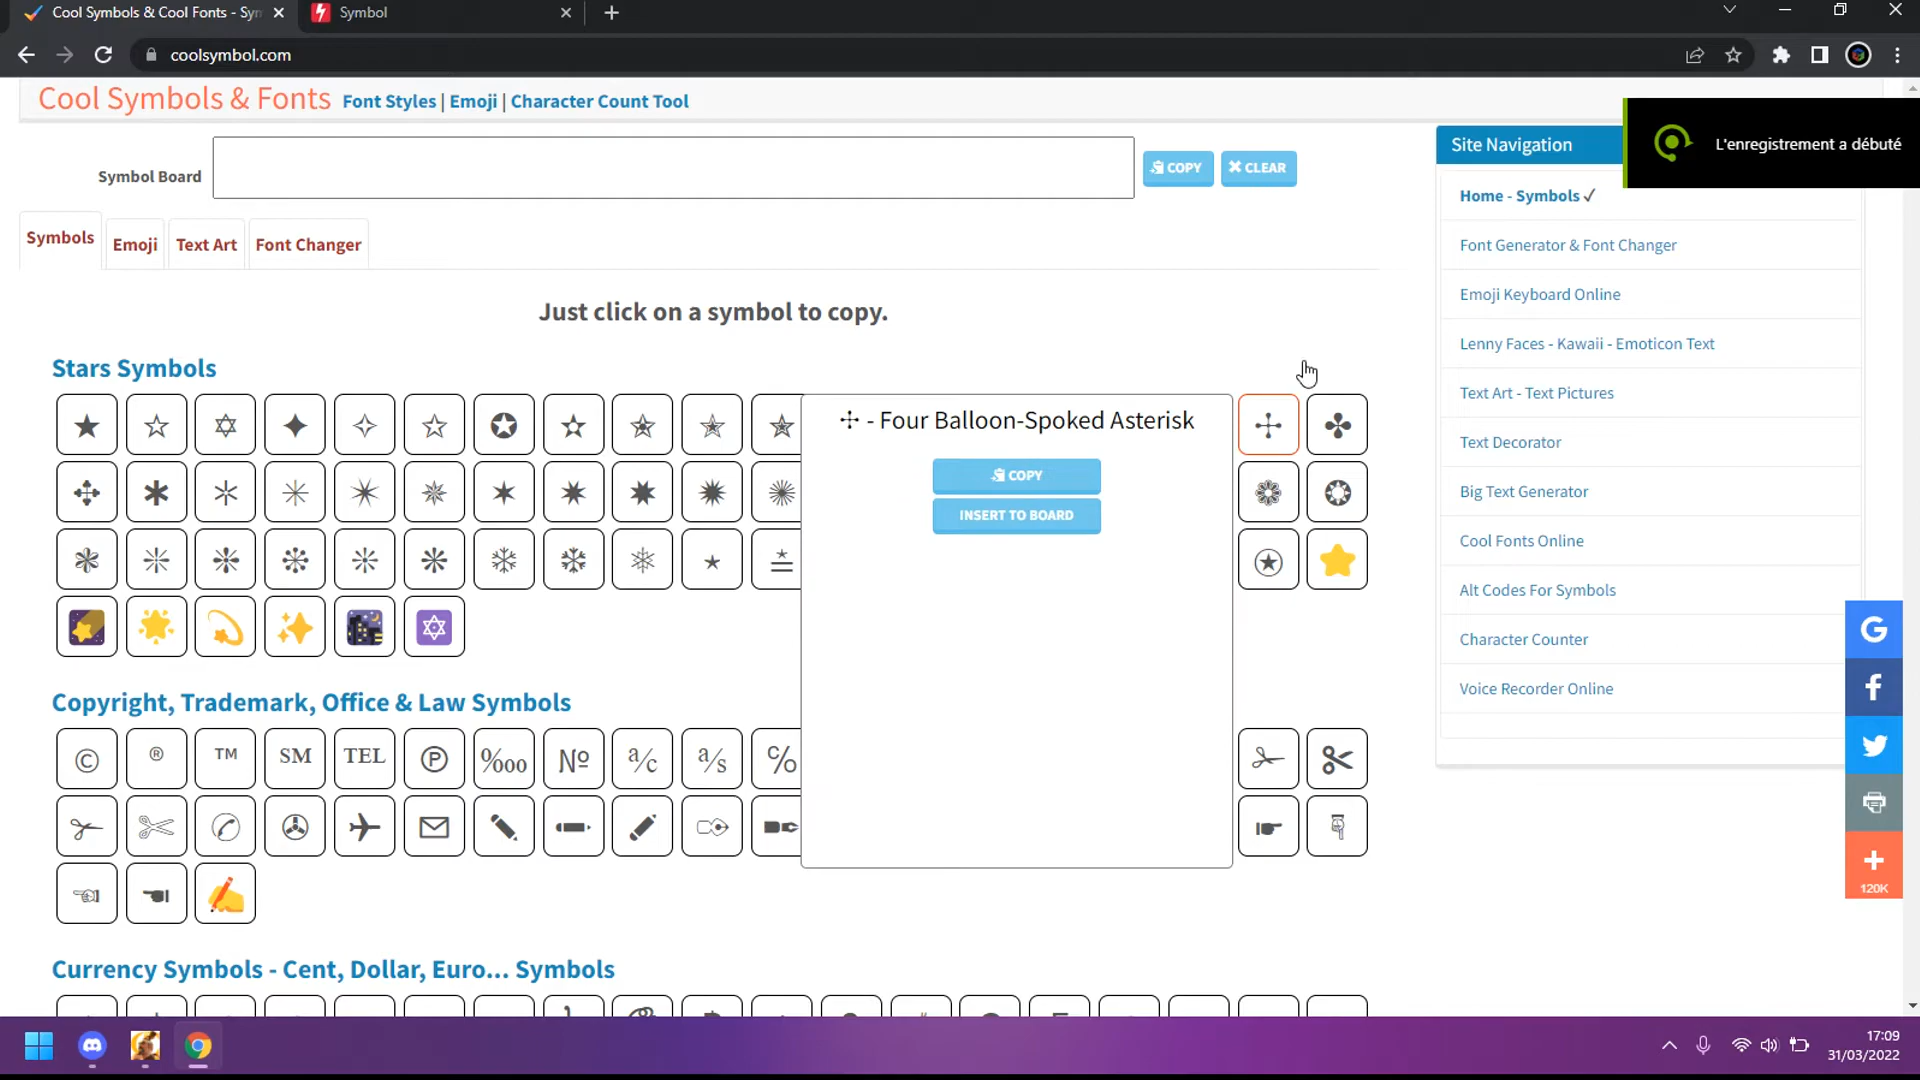 Cool Symbols & Cool Fonts - Sy
Symbol
coolsymbol.com
Cool Symbols & Fonts Font Styles | Emoji | Character Count Tool
L'enregistrement a débuté
Symbol Board
COPY
CLEAR
Site Navigation
Home - Symbols ✓
Font Generator & Font Changer
Emoji Keyboard Online
Lenny Faces - Kawaii - Emoticon Text
Text Art - Text Pictures
Text Decorator
Big Text Generator
Cool Fonts Online
Alt Codes For Symbols
Character Counter
Voice Recorder Online
Symbols
Emoji
Text Art
Font Changer
Just click on a symbol to copy.
Stars Symbols
✢ - Four Balloon-Spoked Asterisk
COPY
INSERT TO BOARD
Copyright, Trademark, Office & Law Symbols
© ® ™ SM TEL ℗ ‱ № a/c a/s %
Currency Symbols - Cent, Dollar, Euro... Symbols
120K
17:09
31/03/2022